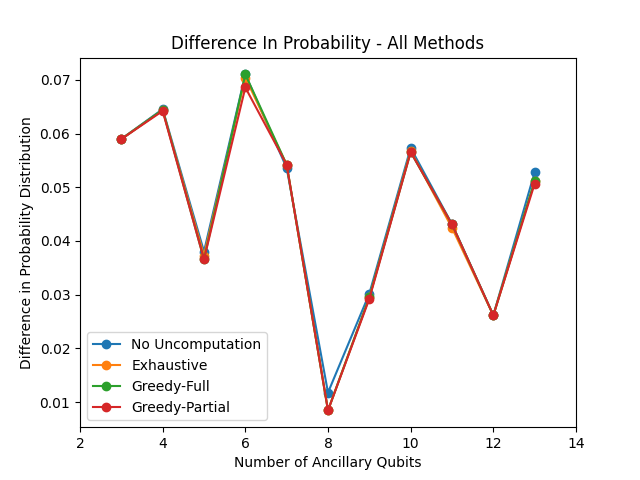 Difference In Probability - All Methods
Difference in Probability Distribution
0.07
0.06
0.05
0.04
0.03
0.02
0.01
No Uncomputation
Exhaustive
Greedy-Full
Greedy-Partial
2 4 6 8 10 12 14
Number of Ancillary Qubits